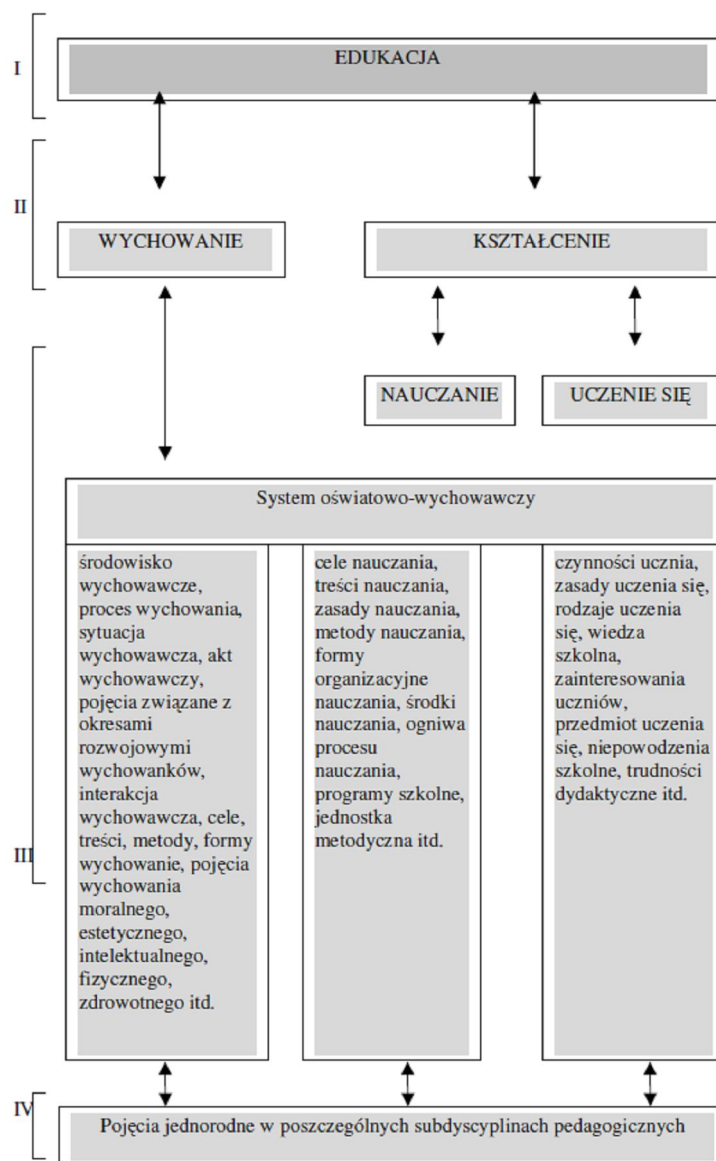 I
EDUKACJA
II
WYCHOWANIE
KSZTAŁCENIE
NAUCZANIE
UCZENIE SIĘ
System oświatowo-wychowawczy
środowisko
wychowawcze,
proces wychowania,
sytuacja
wychowawcza, akt
wychowawczy,
pojęcia związane z
okresami
rozwojowymi
wychowanków,
interakcja
wychowawcza, cele,
treści, metody, formy
wychowanie, pojęcia
wychowania
moralnego,
estetycznego,
intelektualnego,
fizycznego,
zdrowotnego itd.
cele nauczania,
treści nauczania,
zasady nauczania,
metody nauczania,
formy
organizacyjne
nauczania, środki
nauczania, ogniwa
procesu
nauczania,
programy szkolne,
jednostka
metodyczna itd.
czynności ucznia,
zasady uczenia się,
rodzaje uczenia
się, wiedza
szkolna,
zainteresowania
uczniów,
przedmiot uczenia
się, niepowodzenia
szkolne, trudności
dydaktyczne itd.
III
IV
Pojęcia jednorodne w poszczególnych subdyscyplinach pedagogicznych